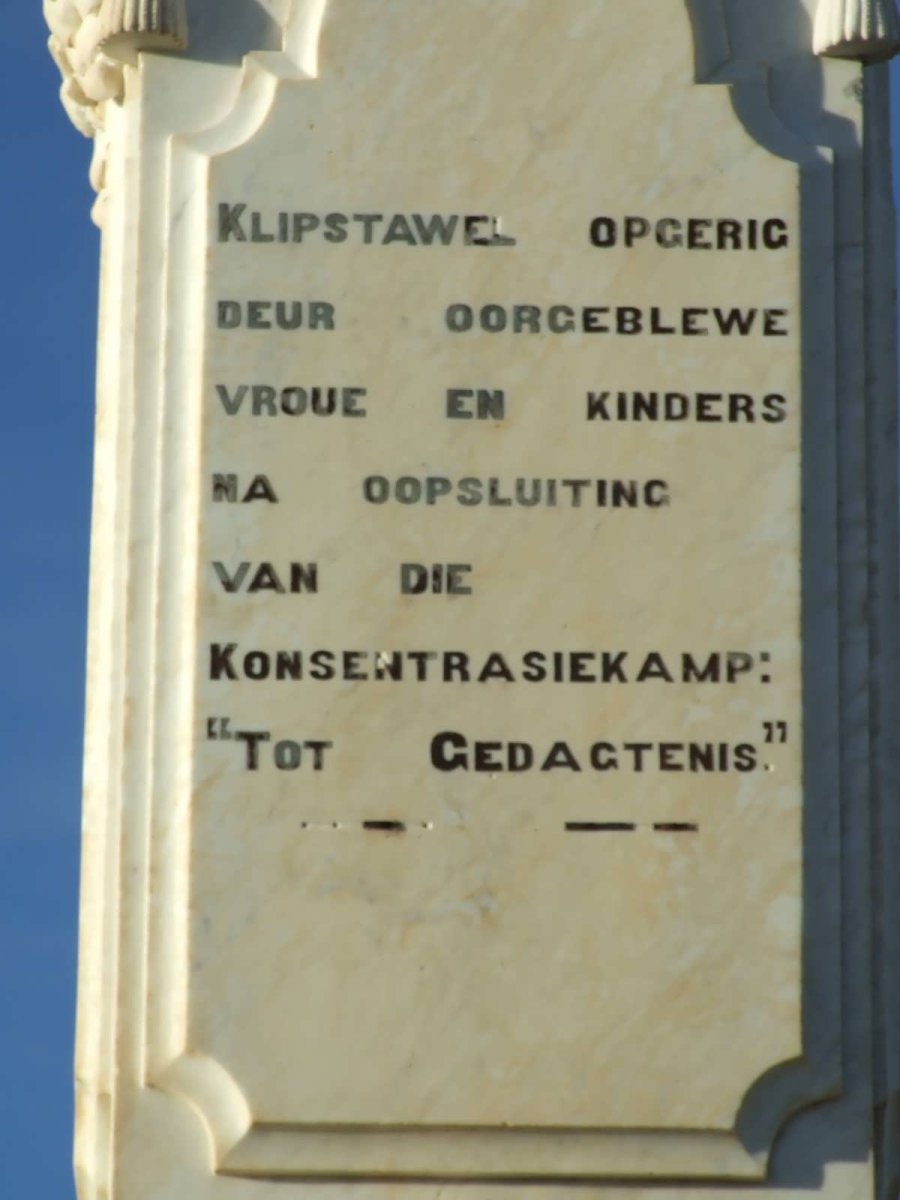 KLIPSTAWEL OPGERIG
DEUR OORGEBLEWE
VROUE EN KINDERS
NA OOPSLUITING
VAN DIE
KONSENTRASIEKAMP:
"TOT GEDAGTENIS."